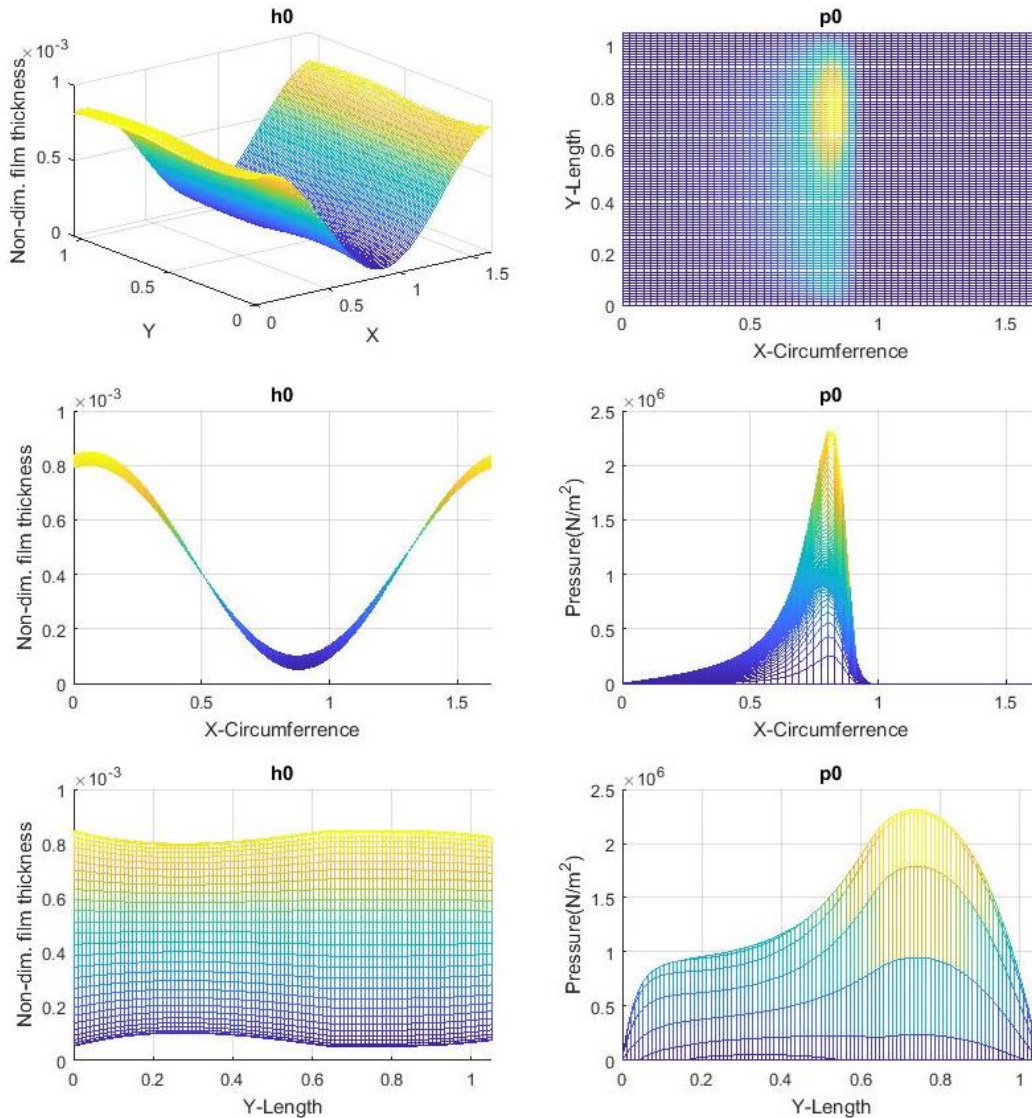 h0
×10-3
Non-dim. film thickness
1
0.5
0
1
0.5
0
0
0.5
1
1.5
Y
X
p0
Y-Length
1
0.8
0.6
0.4
0.2
0
0 0.5 1 1.5
X-Circumferrence
h0
×10-3
Non-dim. film thickness
1
0.8
0.6
0.4
0.2
0
0 0.5 1 1.5
X-Circumferrence
p0
×106
Pressure(N/m2)
2.5
2
1.5
1
0.5
0
0 0.5 1 1.5
X-Circumferrence
h0
×10-3
Non-dim. film thickness
1
0.8
0.6
0.4
0.2
0
0 0.2 0.4 0.6 0.8 1
Y-Length
p0
×106
Pressure(N/m2)
2.5
2
1.5
1
0.5
0
0 0.2 0.4 0.6 0.8 1
Y-Length